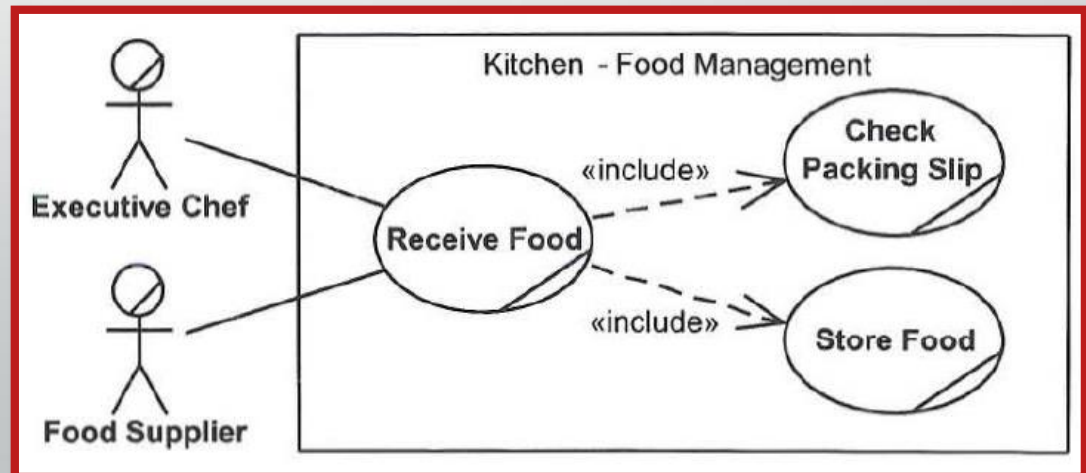 Kitchen - Food Management
Executive Chef
Food Supplier
Receive Food
«include»
Check
Packing Slip
«include»
Store Food